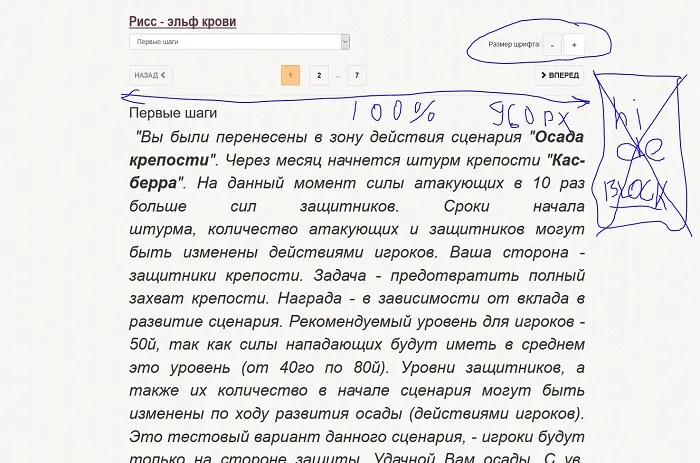 Рисс - эльф крови
Первые шаги
Размер шрифта: - +
НАЗАД 1 2 ... 7 ВПЕРЕД
100% 960px
hi
de
Block
Первые шаги
"Вы были перенесены в зону действия сценария "Осада
крепости". Через месяц начнется штурм крепости "Кас-
берра". На данный момент силы атакующих в 10 раз
больше сил защитников. Сроки начала
штурма, количество атакующих и защитников могут
быть изменены действиями игроков. Ваша сторона -
защитники крепости. Задача - предотвратить полный
захват крепости. Награда - в зависимости от вклада в
развитие сценария. Рекомендуемый уровень для игроков -
50й, так как силы нападающих будут иметь в среднем
это уровень (от 40го по 80й). Уровни защитников, а
также их количество в начале сценария могут быть
изменены по ходу развития осады (действиями игроков).
Это тестовый вариант данного сценария, - игроки будут
только на стороне защиты. Удачной Вам осады. С ув.